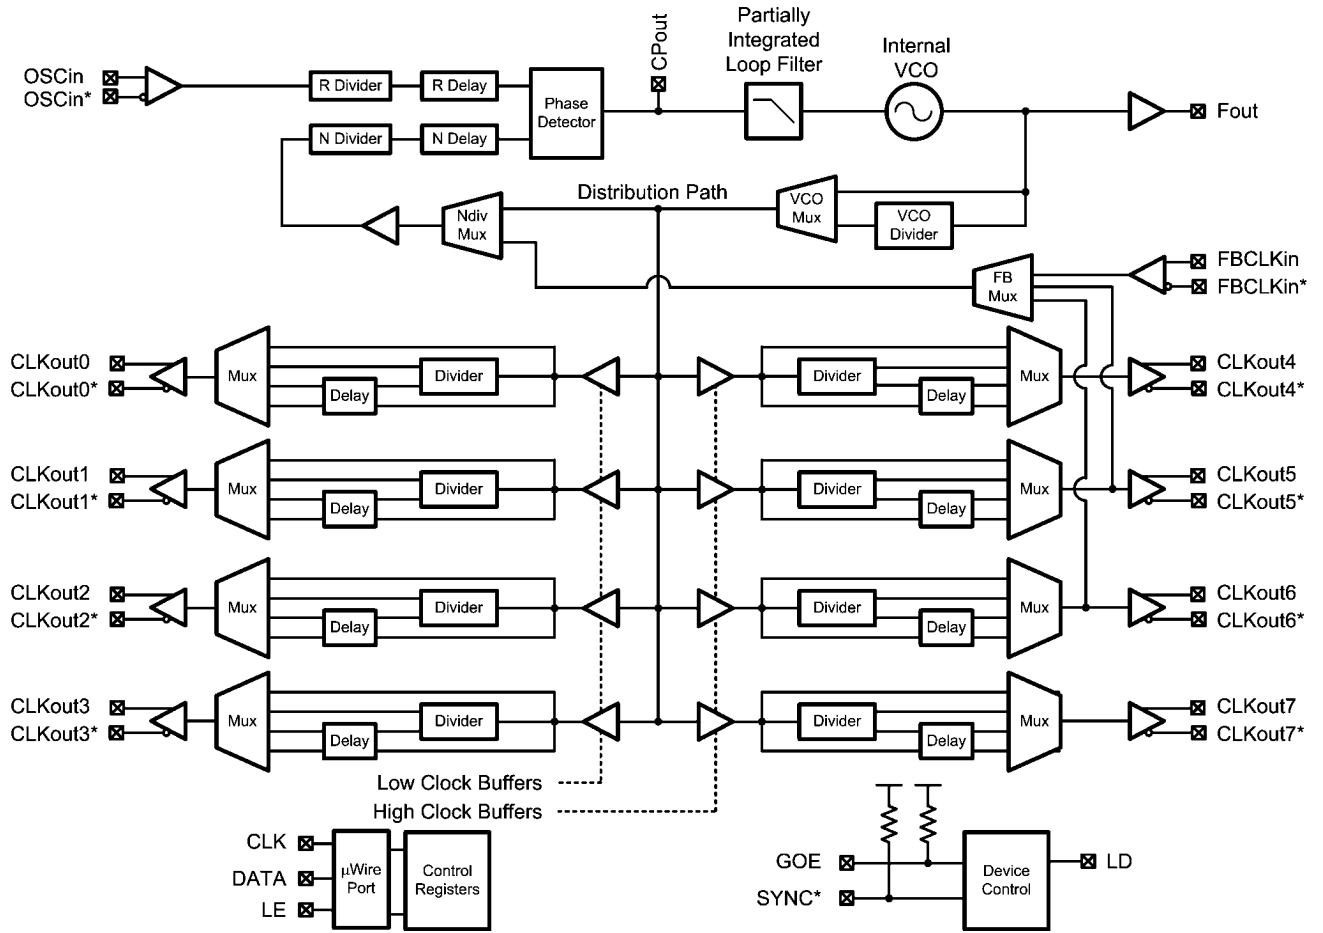 Partially
Integrated
Loop Filter
CPout
Internal
VCO
OSCin
OSCin*
R Divider
R Delay
Phase
Detector
N Divider
N Delay
Fout
Distribution Path
Ndiv
Mux
VCO
Mux
VCO
Divider
FB
Mux
FBCLKin
FBCLKin*
CLKout0
CLKout0*
Mux
Divider
Delay
Divider
Delay
Mux
CLKout4
CLKout4*
CLKout1
CLKout1*
Mux
Divider
Delay
Divider
Delay
Mux
CLKout5
CLKout5*
CLKout2
CLKout2*
Mux
Divider
Delay
Divider
Delay
Mux
CLKout6
CLKout6*
CLKout3
CLKout3*
Mux
Divider
Delay
Divider
Delay
Mux
CLKout7
CLKout7*
Low Clock Buffers
High Clock Buffers
CLK
DATA
LE
µWire
Port
Control
Registers
GOE
SYNC*
Device
Control
LD